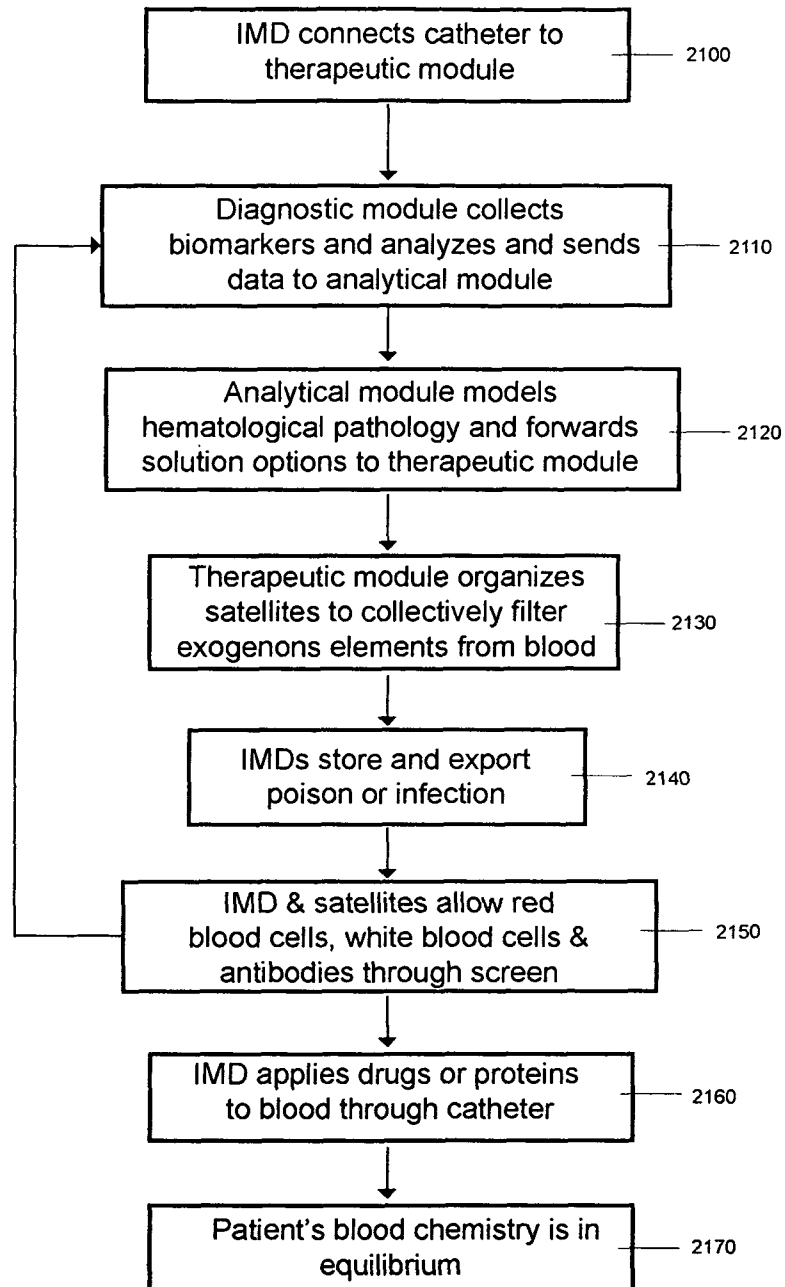 IMD connects catheter to
therapeutic module
2100
Diagnostic module collects
biomarkers and analyzes and sends
data to analytical module
2110
Analytical module models
hematological pathology and forwards
solution options to therapeutic module
2120
Therapeutic module organizes
satellites to collectively filter
exogenons elements from blood
2130
IMDs store and export
poison or infection
2140
IMD & satellites allow red
blood cells, white blood cells &
antibodies through screen
2150
IMD applies drugs or proteins
to blood through catheter
2160
Patient's blood chemistry is in
equilibrium
2170